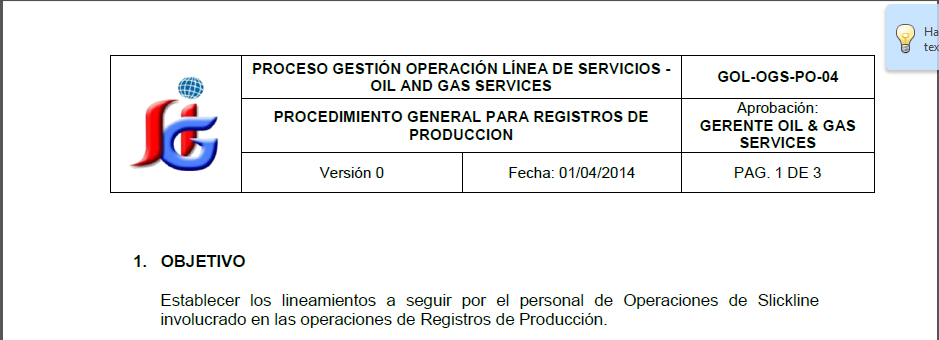 PROCESO GESTIÓN OPERACIÓN LÍNEA DE SERVICIOS -
OIL AND GAS SERVICES
GOL-OGS-PO-04
PROCEDIMIENTO GENERAL PARA REGISTROS DE
PRODUCCION
Aprobación:
GERENTE OIL & GAS
SERVICES
Versión 0
Fecha: 01/04/2014
PAG. 1 DE 3
SIG
Ha
tex
1. OBJETIVO
Establecer los lineamientos a seguir por el personal de Operaciones de Slickline
involucrado en las operaciones de Registros de Producción.